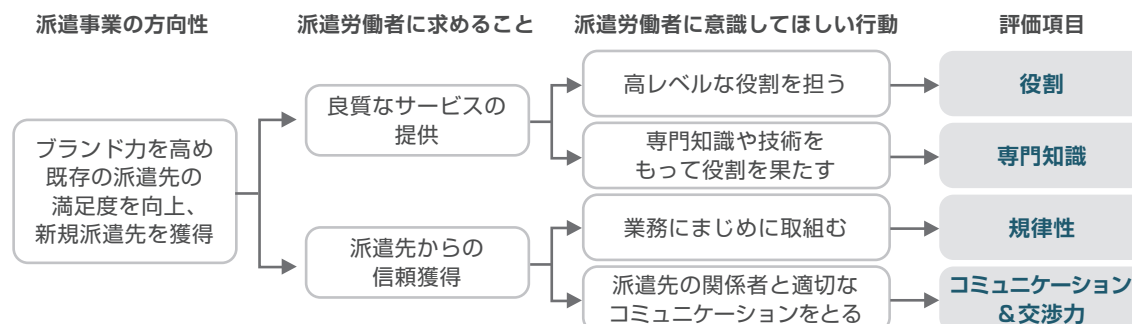 派遣事業の方向性
派遣労働者に求めること
派遣労働者に意識してほしい行動
評価項目
ブランド力を高め
既存の派遣先の
満足度を向上、
新規派遣先を獲得
良質なサービスの
提供
派遣先からの
信頼獲得
高レベルな役割を担う
専門知識や技術を
もって役割を果たす
業務にまじめに取組む
派遣先の関係者と適切な
コミュニケーションをとる
役割
専門知識
規律性
コミュニケーション
&交渉力